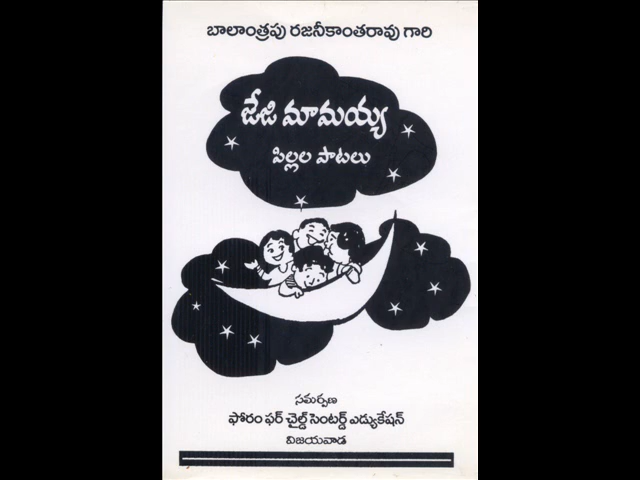 బాలాంత్రపు రజనీకాంతరావు గారి
జేజి మామయ్య
పిల్లల పాటలు
సమర్పణ
ఫోరం ఫర్ చైల్డ్ సెంటర్డ్ ఎడ్యుకేషన్
విజయవాడ